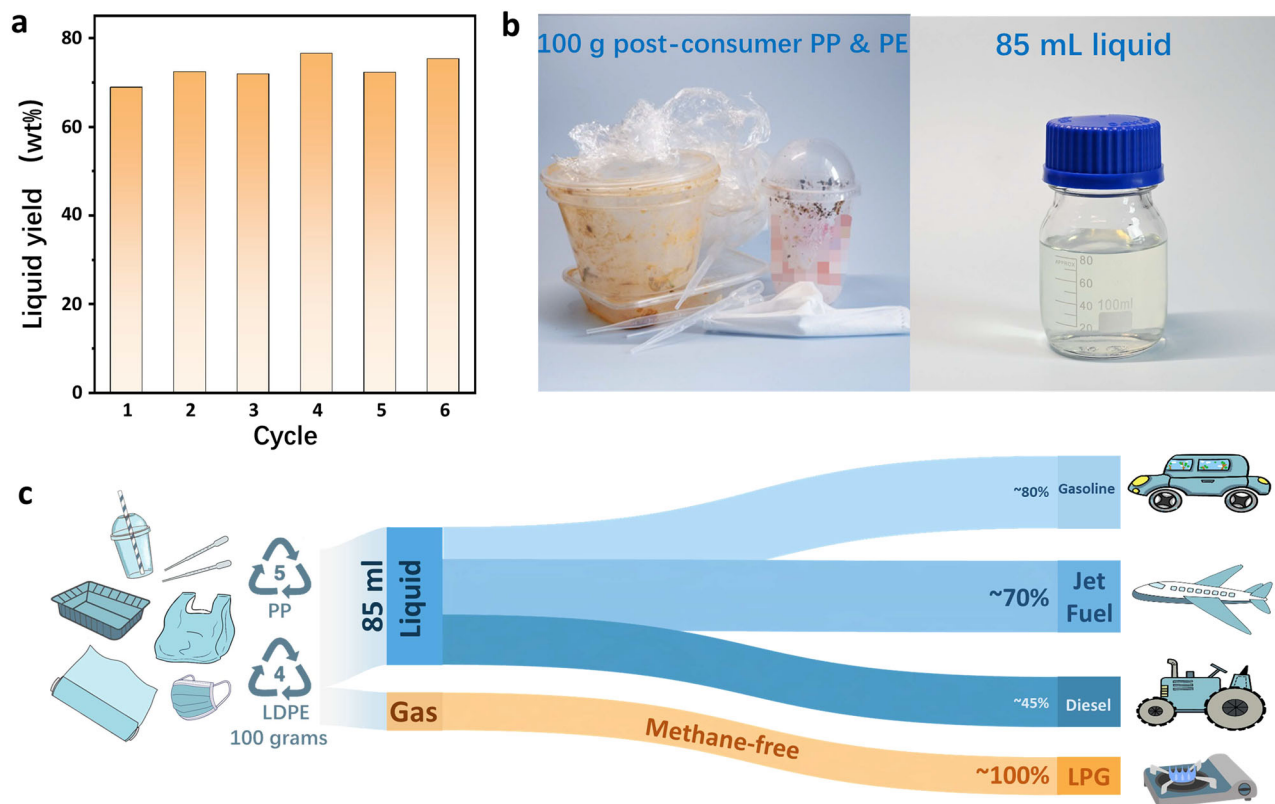 a
Liquid yield (wt%)
80
60
40
20
0
1 2 3 4 5 6
Cycle
b
100 g post-consumer PP & PE
85 mL liquid
80
60
40
20
100ml
c
5
PP
4
LDPE
100 grams
85 ml
Liquid
Gas
Methane-free
~80% Gasoline
~70% Jet
Fuel
~45% Diesel
~100% LPG